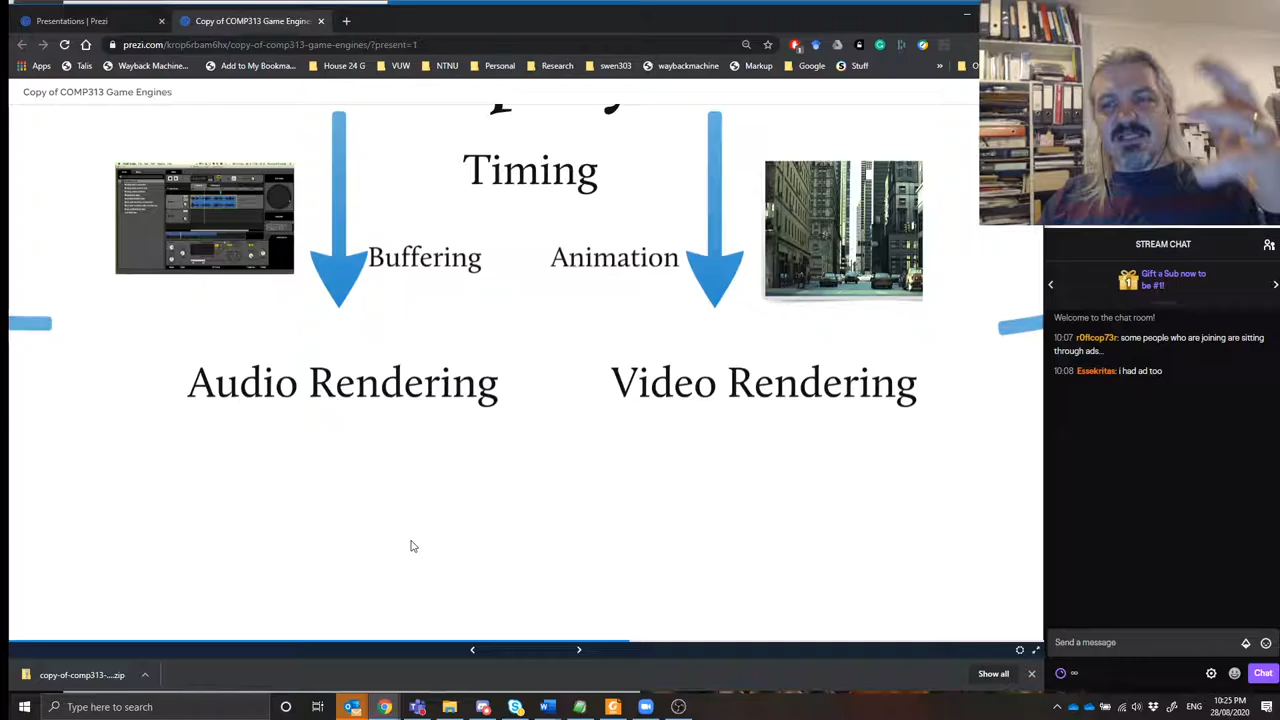 Presentations | Prezi
Copy of COMP313 Game Engine
prezi.com/krop6rbam6hx/copy-of-comp313-game-engines/?present=1
Apps Talis Wayback Machine... Add to My Bookma... House 24 G VUW NTNU Personal Research swen303 waybackmachine Markup Google Stuff »
Copy of COMP313 Game Engines
Timing
Buffering Animation
Audio Rendering Video Rendering
STREAM CHAT
Gift a Sub now to
be #1!
Welcome to the chat room!
10:07 r0flcop73r: some people who are joining are sitting
through ads...
10:08 Essekritas: i had ad too
Send a message
Chat
copy-of-comp313-....zip
Show all
Type here to search
10:25 PM
28/08/2020